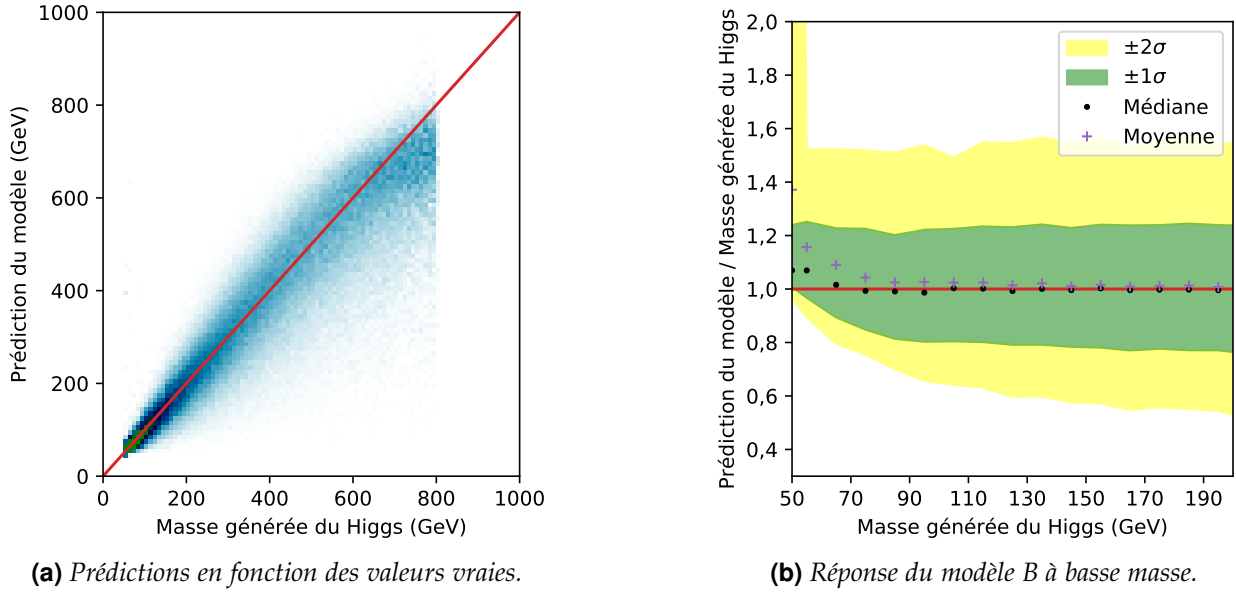 1000
800
600
400
200
0
Prédiction du modèle (GeV)
0 200 400 600 800 1000
Masse générée du Higgs (GeV)
(a) Prédictions en fonction des valeurs vraies.
2,0
1,8
1,6
1,4
1,2
1,0
0,8
0,6
0,4
Prédiction du modèle / Masse générée du Higgs
±2σ
±1σ
Médiane
Moyenne
50 70 90 110 130 150 170 190
Masse générée du Higgs (GeV)
(b) Réponse du modèle B à basse masse.